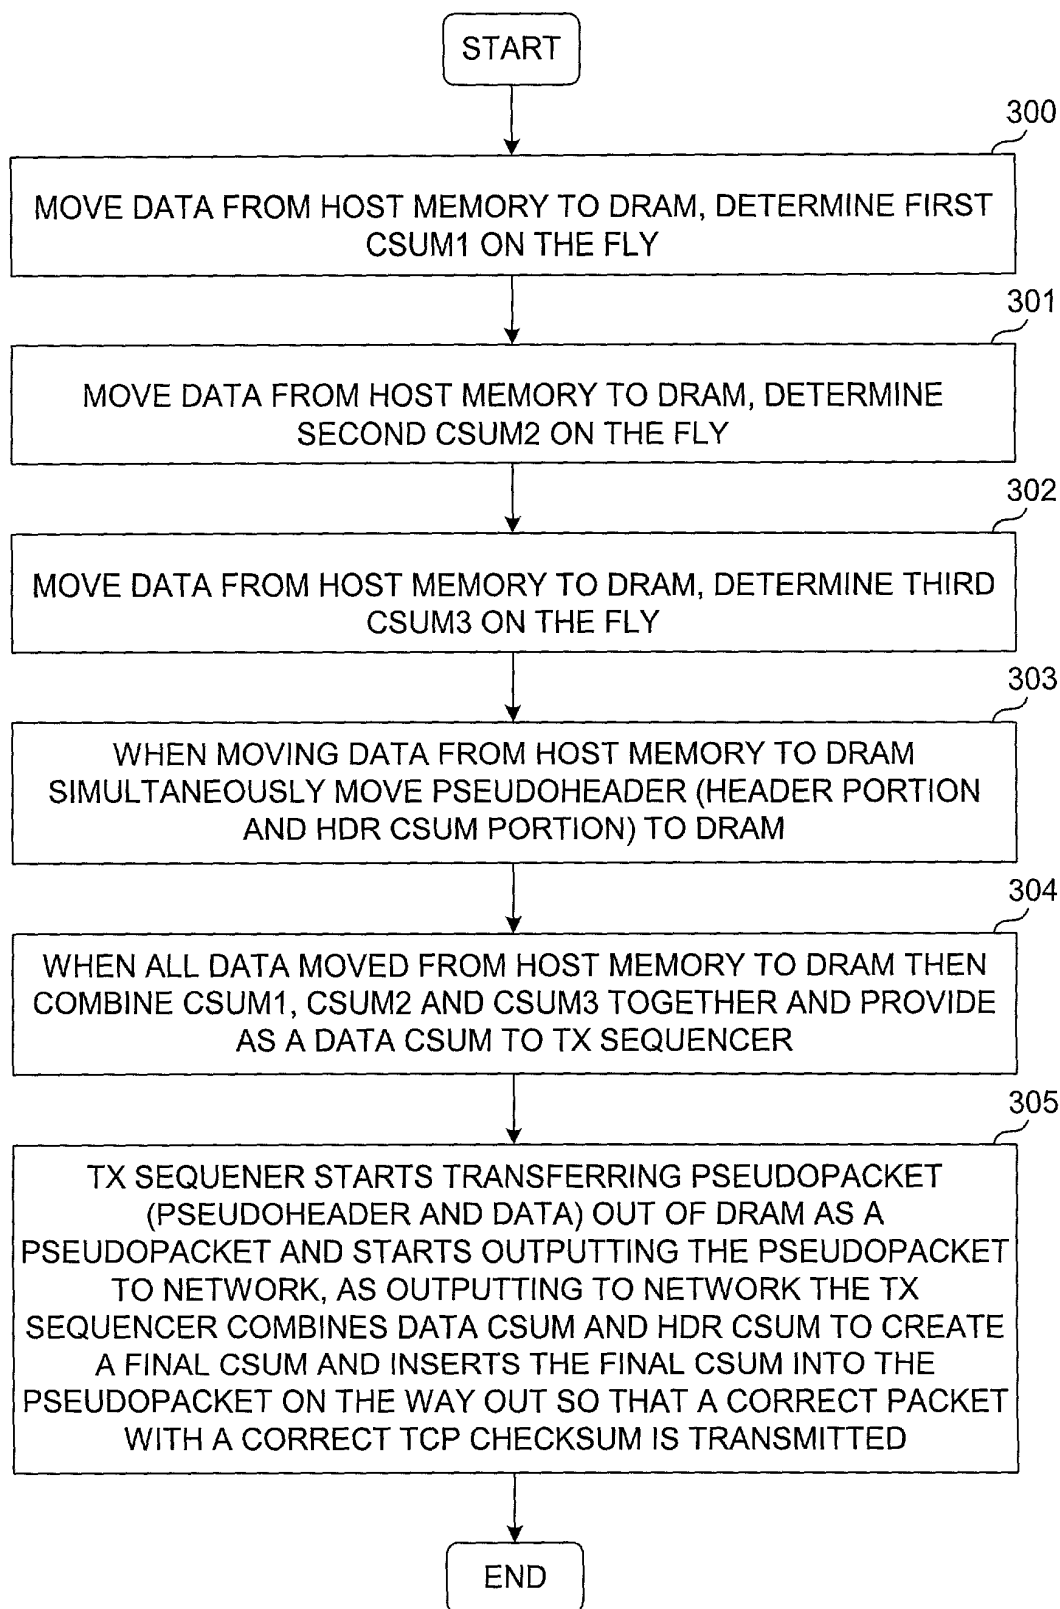 START
300
MOVE DATA FROM HOST MEMORY TO DRAM, DETERMINE FIRST
CSUM1 ON THE FLY
301
MOVE DATA FROM HOST MEMORY TO DRAM, DETERMINE
SECOND CSUM2 ON THE FLY
302
MOVE DATA FROM HOST MEMORY TO DRAM, DETERMINE THIRD
CSUM3 ON THE FLY
303
WHEN MOVING DATA FROM HOST MEMORY TO DRAM
SIMULTANEOUSLY MOVE PSEUDOHEADER (HEADER PORTION
AND HDR CSUM PORTION) TO DRAM
304
WHEN ALL DATA MOVED FROM HOST MEMORY TO DRAM THEN
COMBINE CSUM1, CSUM2 AND CSUM3 TOGETHER AND PROVIDE
AS A DATA CSUM TO TX SEQUENCER
305
TX SEQUENER STARTS TRANSFERRING PSEUDOPACKET
(PSEUDOHEADER AND DATA) OUT OF DRAM AS A
PSEUDOPACKET AND STARTS OUTPUTTING THE PSEUDOPACKET
TO NETWORK, AS OUTPUTTING TO NETWORK THE TX
SEQUENCER COMBINES DATA CSUM AND HDR CSUM TO CREATE
A FINAL CSUM AND INSERTS THE FINAL CSUM INTO THE
PSEUDOPACKET ON THE WAY OUT SO THAT A CORRECT PACKET
WITH A CORRECT TCP CHECKSUM IS TRANSMITTED
END